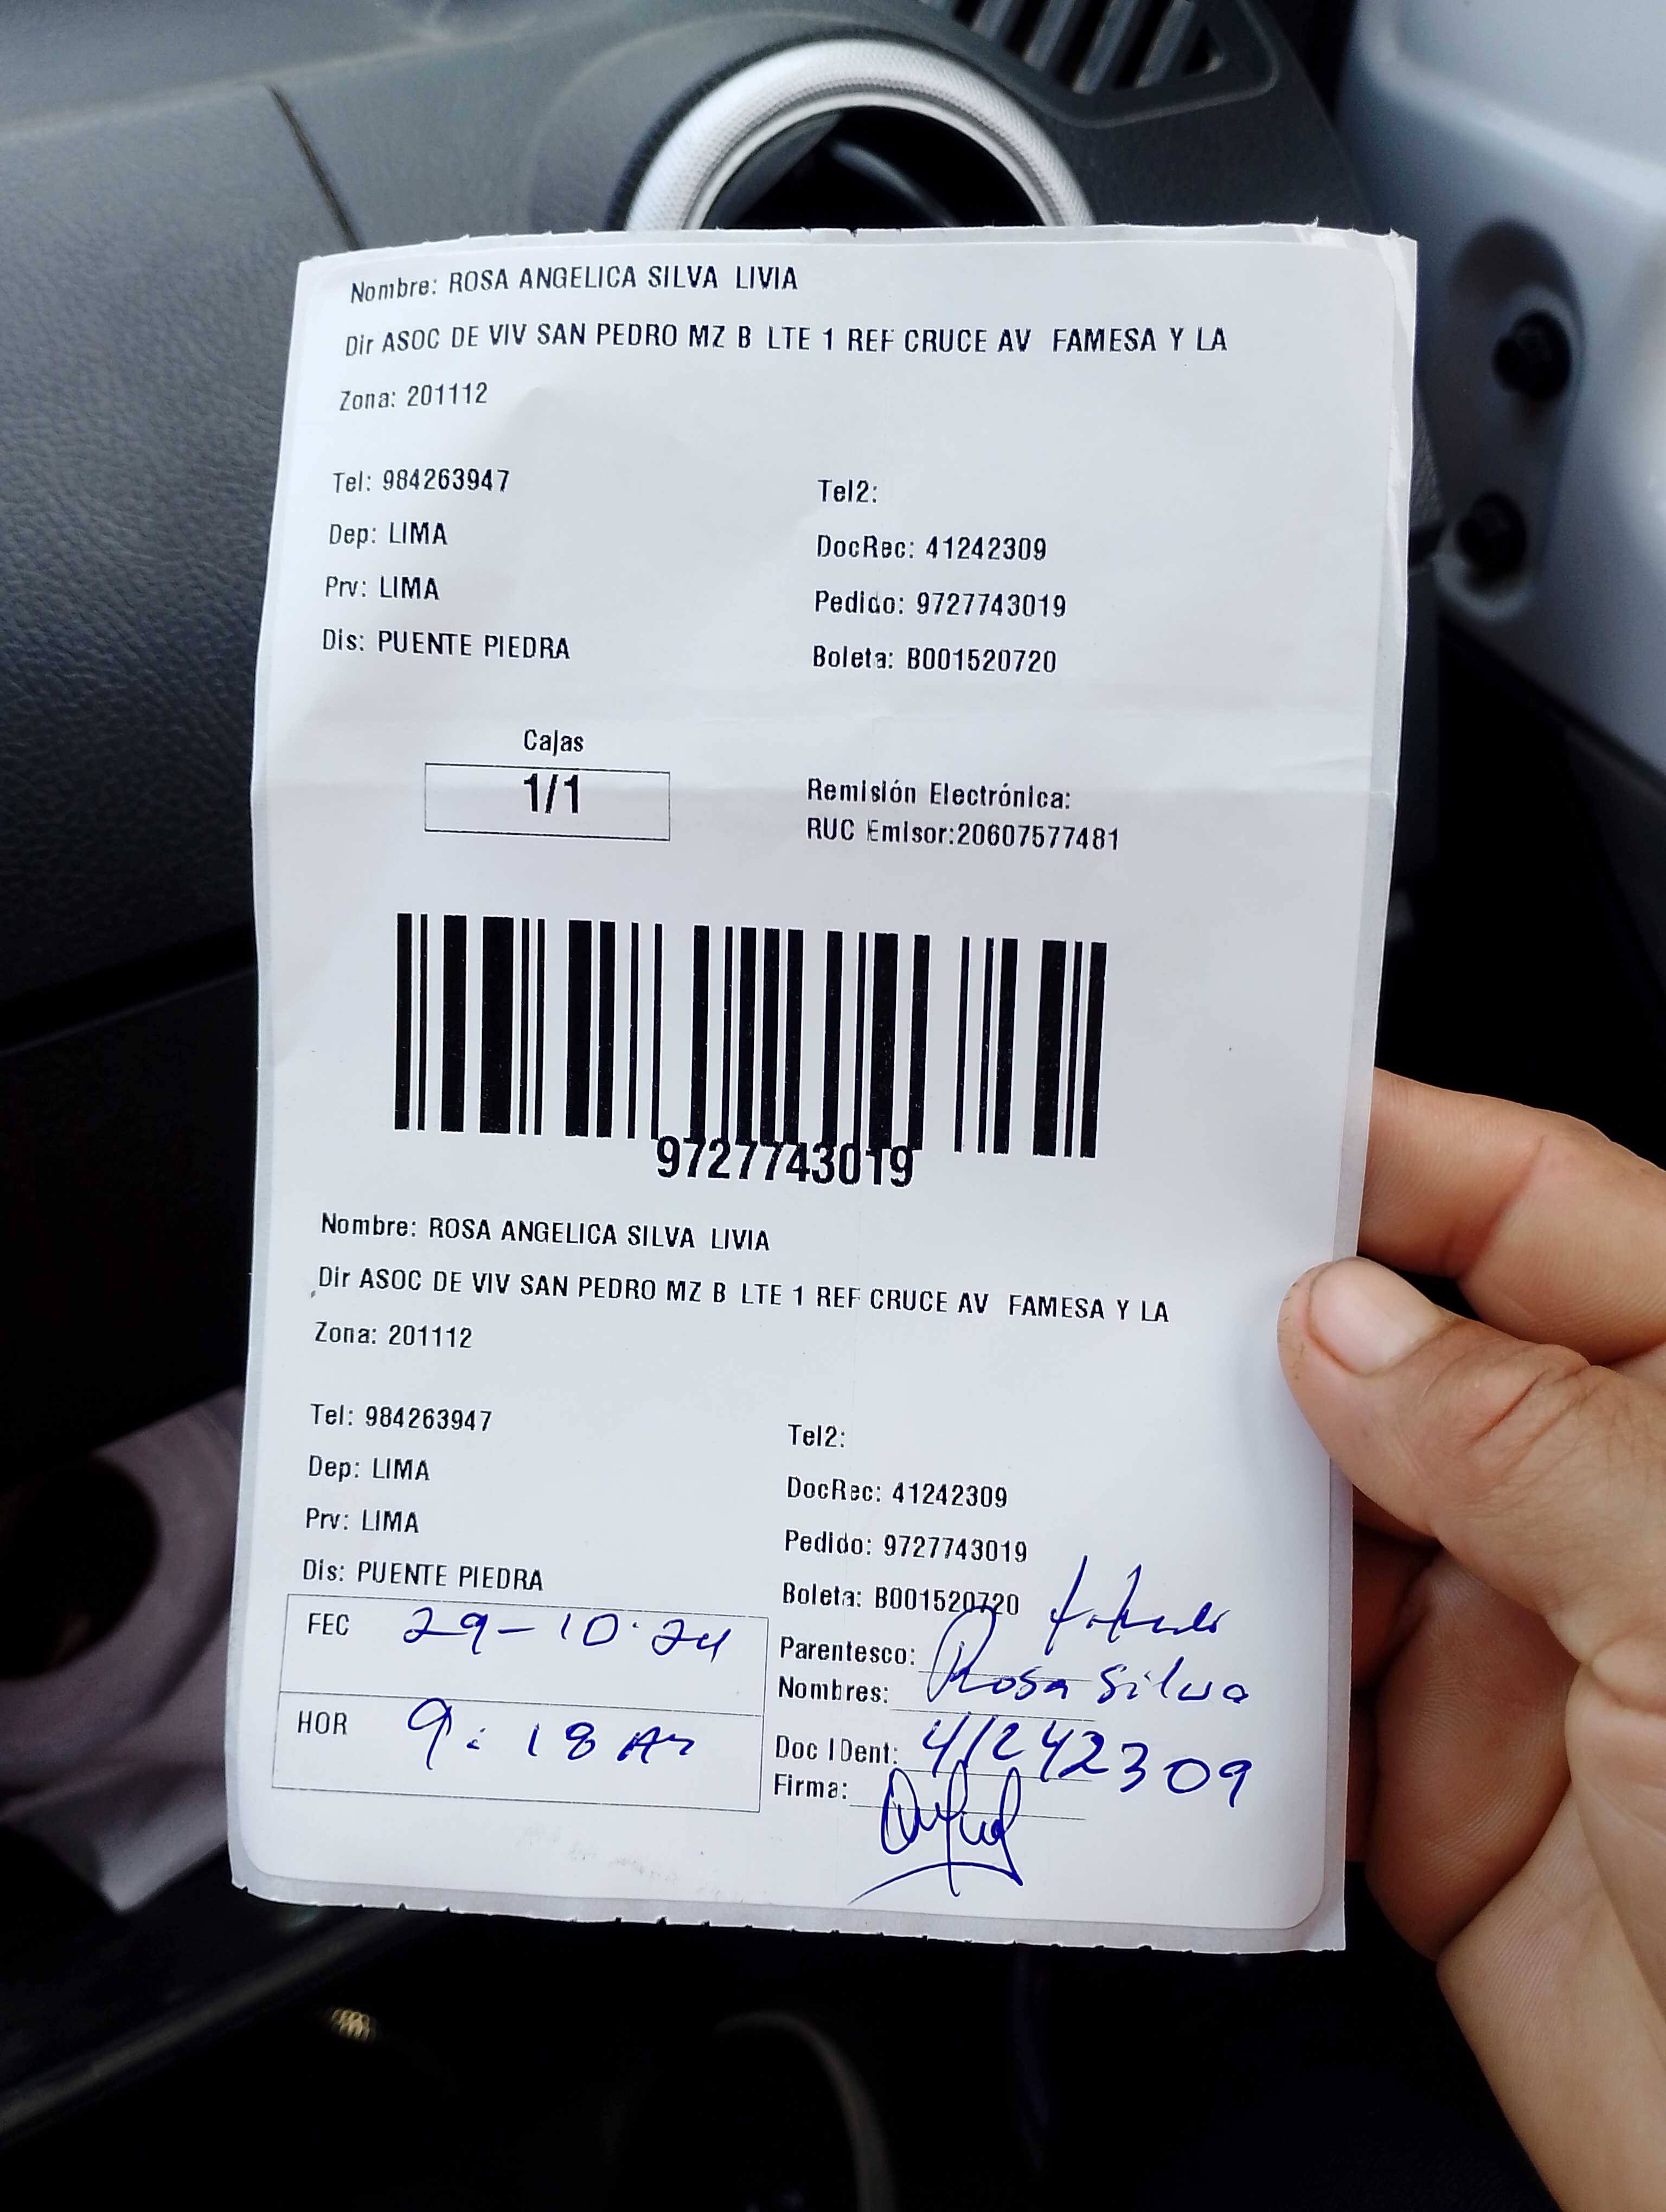 Nombre: ROSA ANGELICA SILVA LIVIA
Dir ASOC DE VIV SAN PEDRO MZ B LTE 1 REF CRUCE AV FAMESA Y LA
Zona: 201112
Tel: 984263947
Tel2:
Dep: LIMA
DocRec: 41242309
Prv: LIMA
Pedido: 9727743019
Dis: PUENTE PIEDRA
Boleta: B001520720
Cajas
1/1
Remisión Electrónica:
RUC Emisor:20607577481
9727743019
Nombre: ROSA ANGELICA SILVA LIVIA
Dir ASOC DE VIV SAN PEDRO MZ B LTE 1 REF CRUCE AV FAMESA Y LA
Zona: 201112
Tel: 984263947
Tel2:
Dep: LIMA
DocRec: 41242309
Prv: LIMA
Pedido: 9727743019
Dis: PUENTE PIEDRA
Boleta: B001520720
FEC 29-10-24
Parentesco:
Nombres: Rosa Silva
HOR 9:18 AM
Doc IDent: 41242309
Firma: